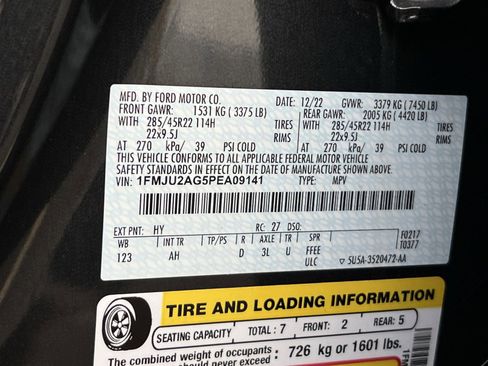 MFD. BY FORD MOTOR CO. 12/22 GVWR: 3379 KG ( 7450 LB)
FRONT GAWR: 1531 KG ( 3375 LB) REAR GAWR: 2005 KG ( 4420 LB)
WITH 285/45R22 114H TIRES WITH 285/45R22 114H TIRES
22x9.5J RIMS 22x9.5J RIMS
AT 270 kPa/ 39 PSI COLD AT 270 kPa/ 39 PSI COLD
THIS VEHICLE CONFORMS TO ALL APPLICABLE FEDERAL MOTOR VEHICLE
SAFETY STANDARDS IN EFFECT ON THE DATE OF MANUFACTURE SHOWN ABOVE.
VIN: 1FMJU2AG5PEA09141 TYPE: MPV
EXT PNT: HY RC: 27 DSO: F0217
WB INT TR TP/PS R AXLE TR SPR T0377
123 AH D 3L U FFEE
ULC ▽ 5U5A-3520472-AA
TIRE AND LOADING INFORMATION
SEATING CAPACITY TOTAL: 7 FRONT: 2 REAR: 5
The combined weight of occupants 726 kg or 1601 lbs.
should never exceed
1FM